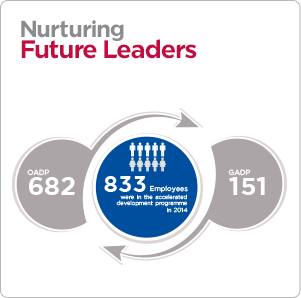 Nurturing
Future Leaders
OADP
682
833 Employees
were in the accelerated
development programme
in 2014
GADP
151